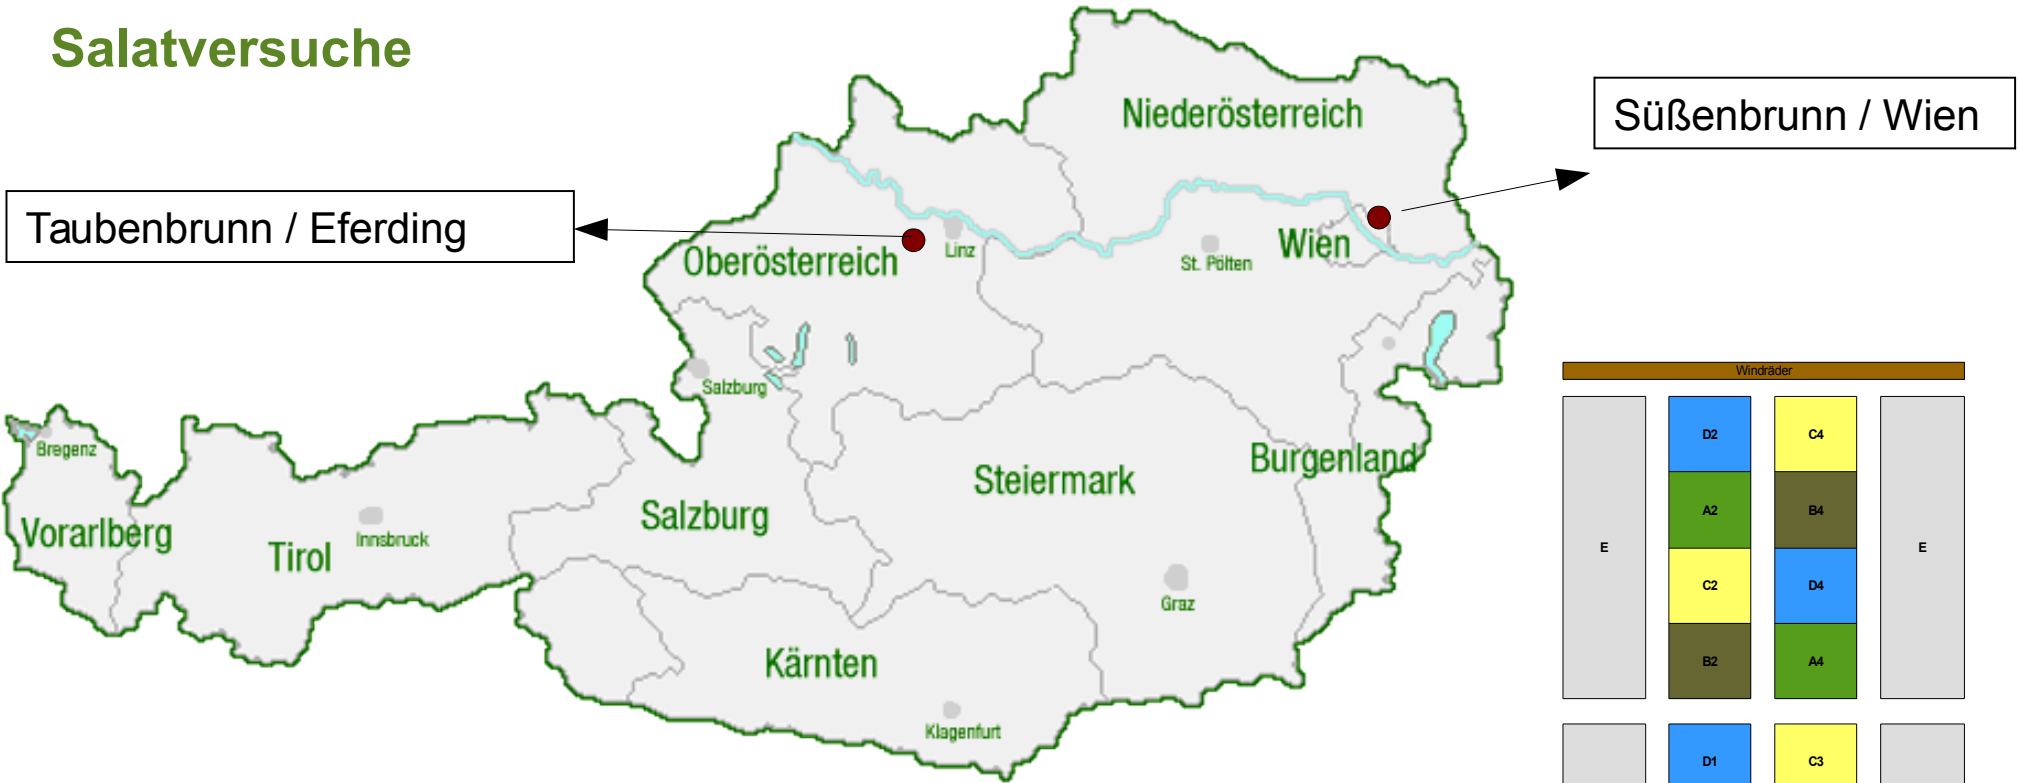 Salatversuche
Niederösterreich
Süßenbrunn / Wien
Taubenbrunn / Eferding
Oberösterreich
Linz
St. Pölten
Wien
Salzburg
Bregenz
Vorarlberg
Tirol
Innsbruck
Salzburg
Steiermark
Burgenland
Graz
Kärnten
Klagenfurt
Windräder
D2 C4
A2 B4
E E
C2 D4
B2 A4
D1 C3